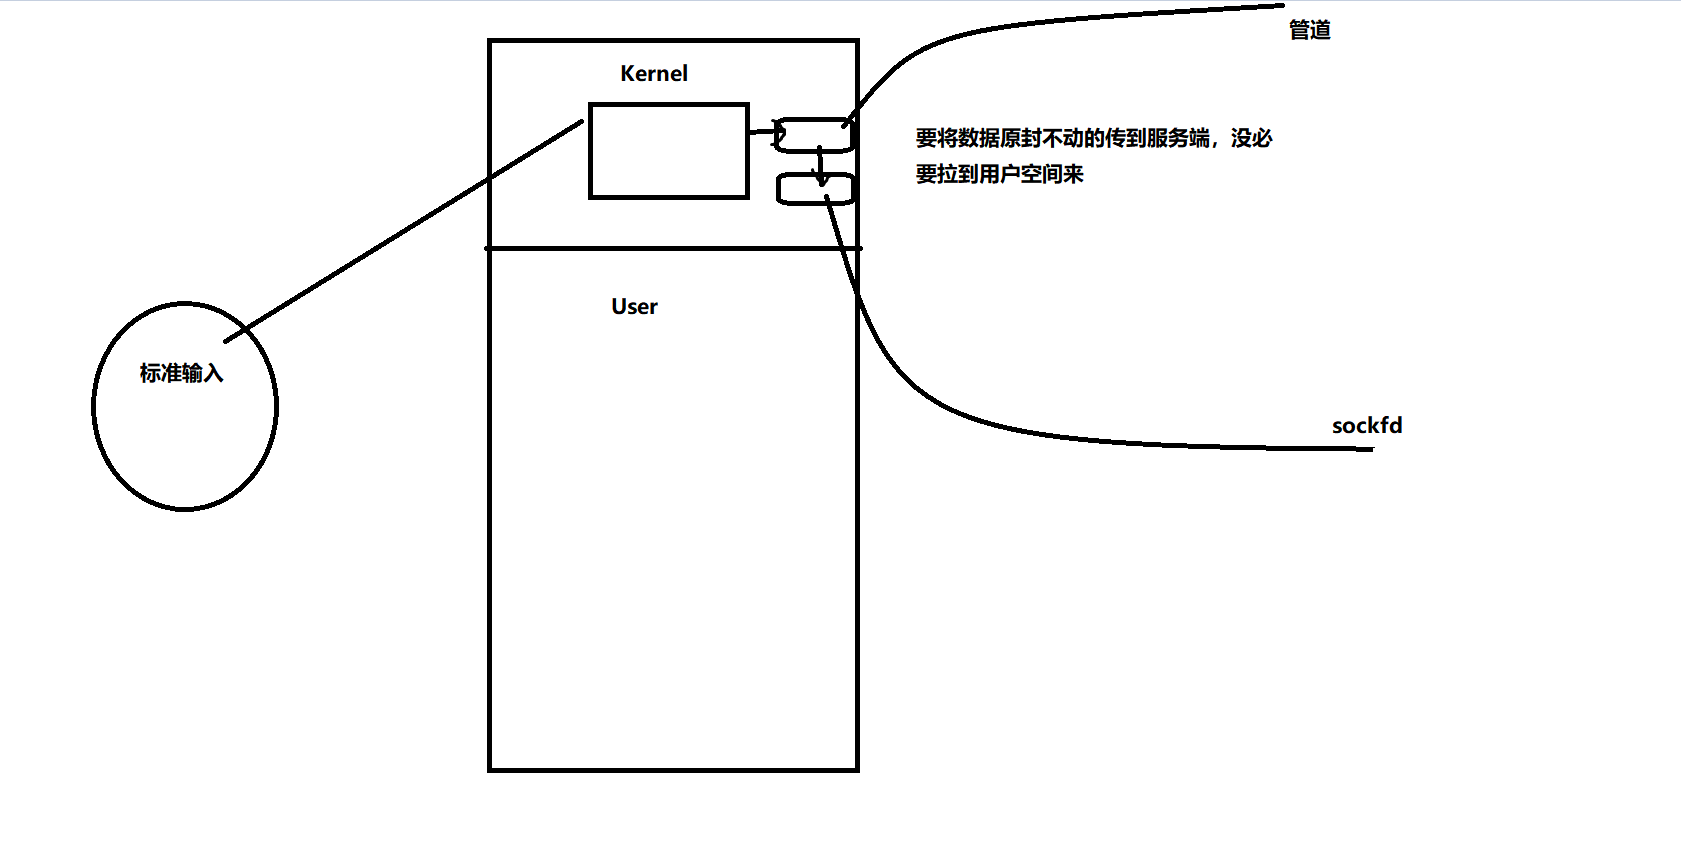 管道
Kernel
要将数据原封不动的传到服务端，没必
要拉到用户空间来
User
标准输入
sockfd